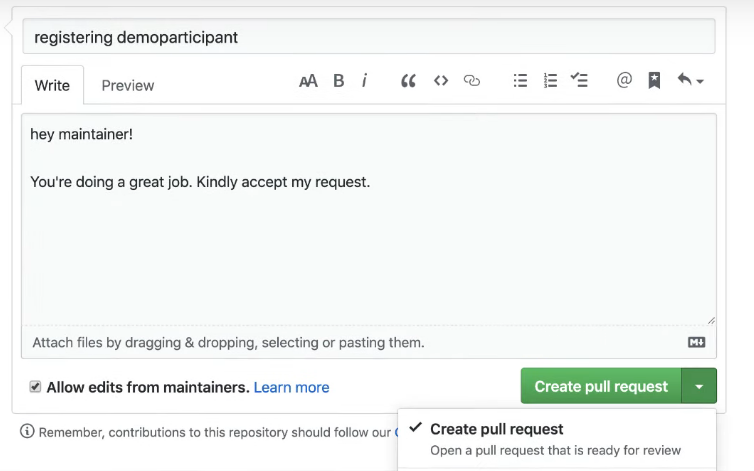 registering demoparticipant
Write Preview AA B i
hey maintainer!
You're doing a great job. Kindly accept my request.
Attach files by dragging & dropping, selecting or pasting them.
Allow edits from maintainers. Learn more
Create pull request
Remember, contributions to this repository should follow our
Create pull request
Open a pull request that is ready for review